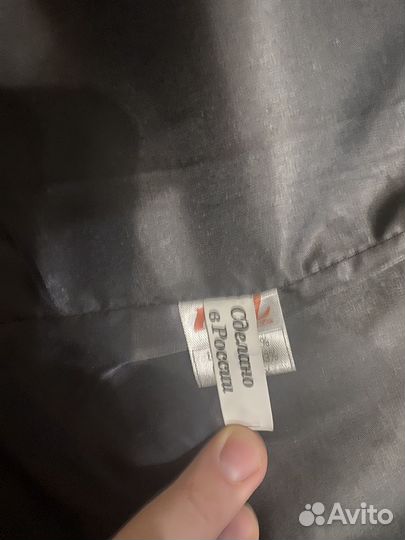 Сделано
в России
Avito